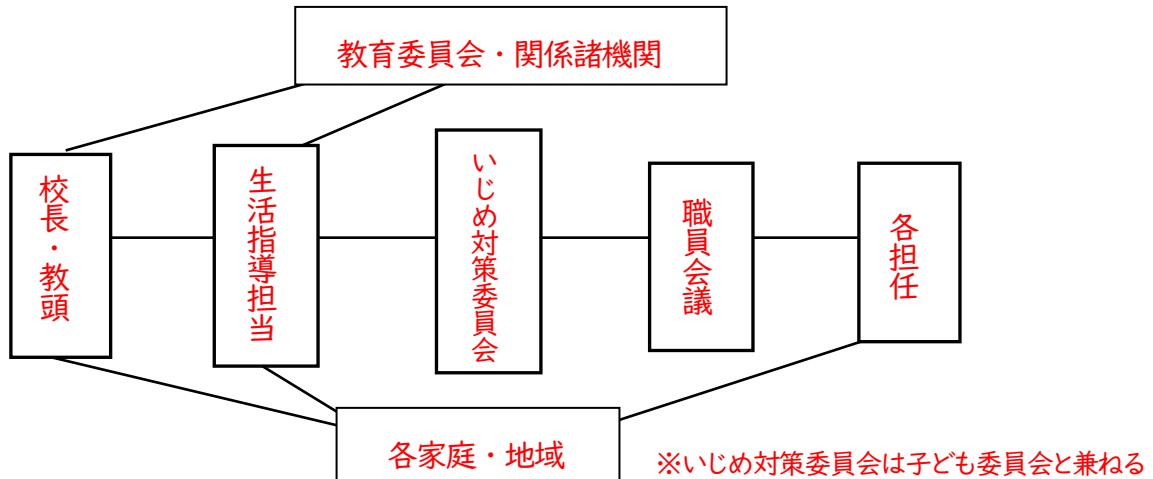 教育委員会・関係諸機関
校長・教頭
生活指導担当
いじめ対策委員会
職員会議
各担任
各家庭・地域
※いじめ対策委員会は子ども委員会と兼ねる